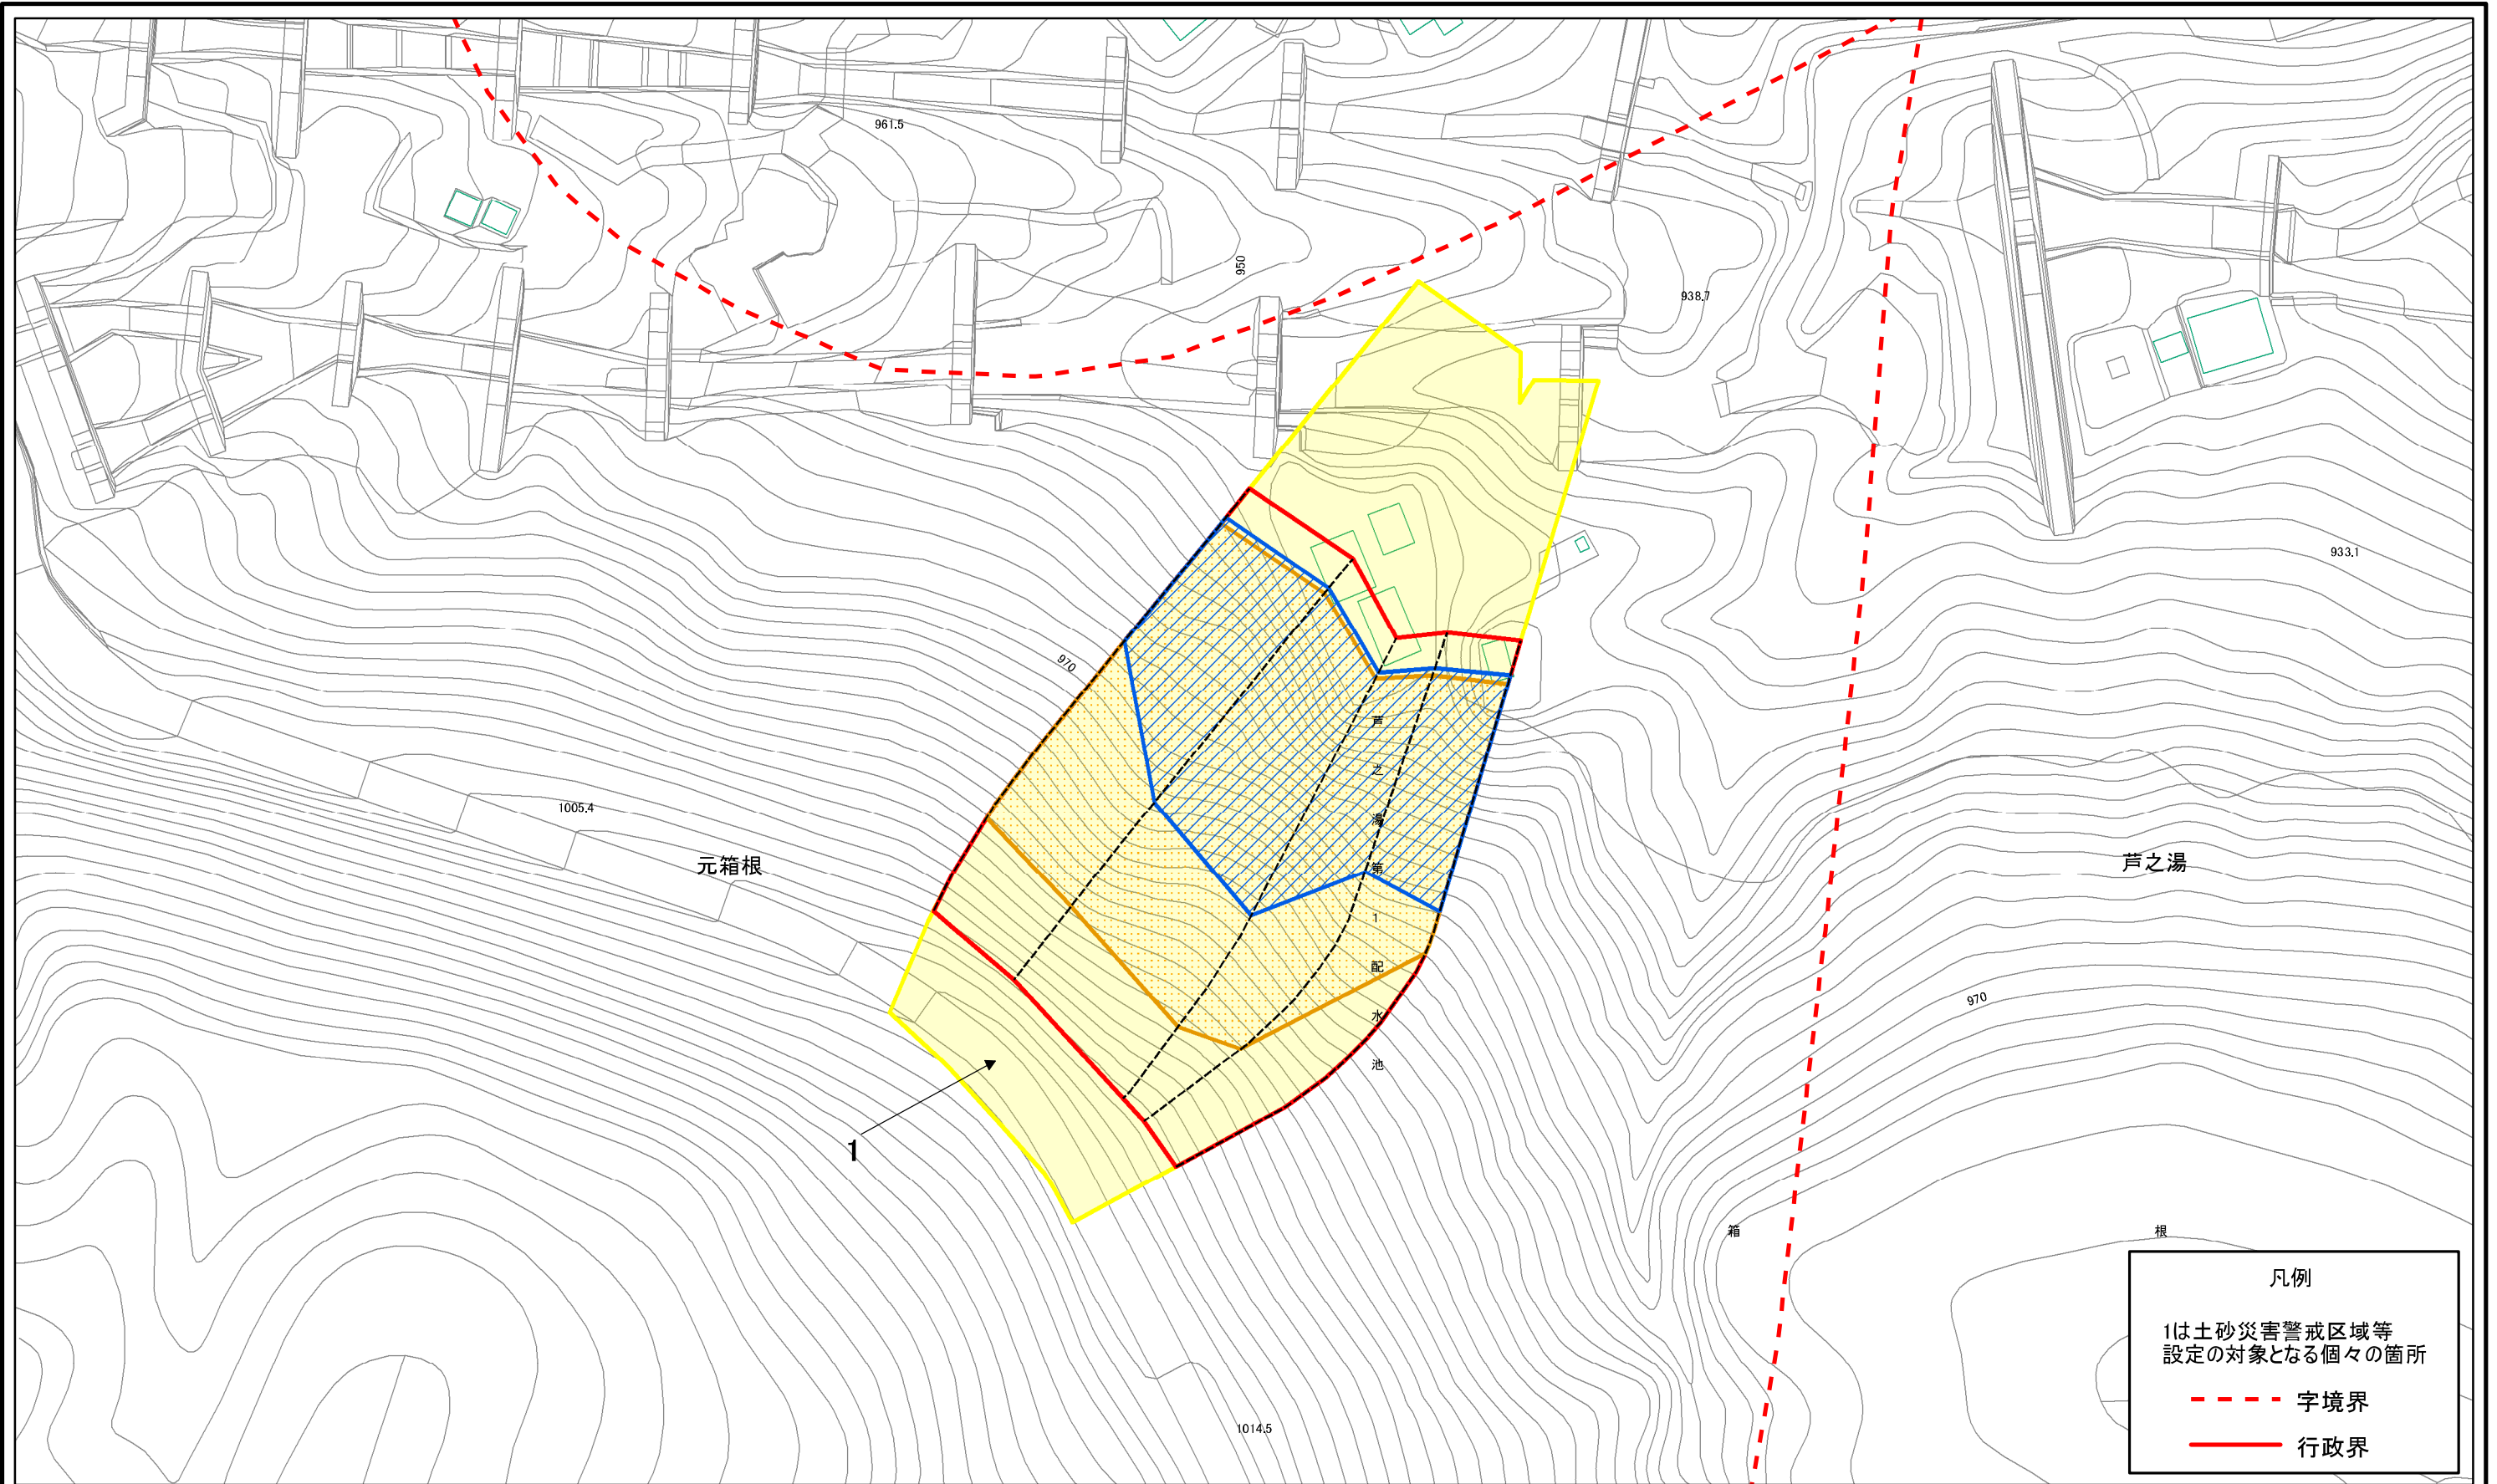 961.5
950
938.7
933.1
970
1005.4
元箱根
芦之湯
芦之湯第1配水池
970
1
箱根
1014.5
凡例
1は土砂災害警戒区域等
設定の対象となる個々の箇所
字境界
行政界